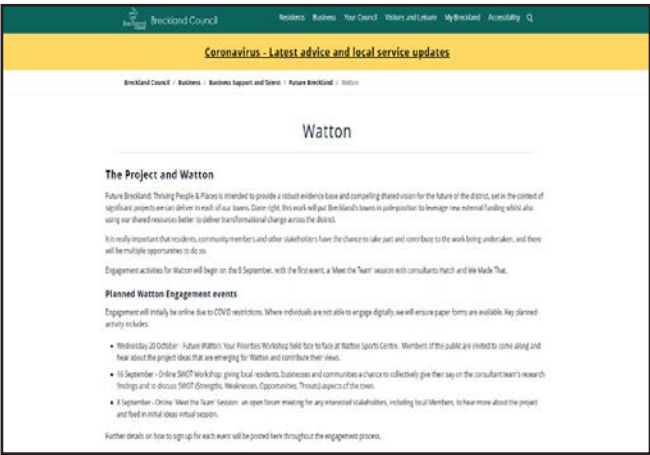 Breckland Council
Residents Business Your Council Visitors and Leisure My Breckland Accessibility
Coronavirus - Latest advice and local service updates
Breckland Council / Business / Business Support and Talent / Future Breckland / Watton
Watton
The Project and Watton
Future Breckland: Thriving People & Places is intended to provide a robust evidence base and compelling shared vision for the future of the district, set in the context of
significant projects we can deliver in each of our towns. Done right, this work will put Breckland's towns in pole-position to leverage new external funding whilst also
using our shared resources better to deliver transformational change across the district.
It is really important that residents, community members and other stakeholders have the chance to take part and contribute to the work being undertaken, and there
will be multiple opportunities to do so.
Engagement activities for Watton will begin on the 8 September, with the first event, a 'Meet the Team' session with consultants Hatch and We Made That.
Planned Watton Engagement events
Engagement will initially be online due to COVID restrictions. Where individuals are not able to engage digitally, we will ensure paper forms are available. Key planned
activity includes:
• Wednesday 20 October - Future Watton: Your Priorities Workshop held face to face at Watton Sports Centre. Members of the public are invited to come along and
hear about the project ideas that are emerging for Watton and contribute their views.
• 16 September - Online SWOT Workshop: giving local residents, businesses and communities a chance to collectively give their say on the consultant team's research
findings and to discuss SWOT (Strengths, Weaknesses, Opportunities, Threats) aspects of the town.
• 8 September - Online 'Meet the Team' Session: an open forum meeting for any interested stakeholders, including local Members, to hear more about the project
and feed in initial ideas virtual session.
Further details on how to sign up for each event will be posted here throughout the engagement process.